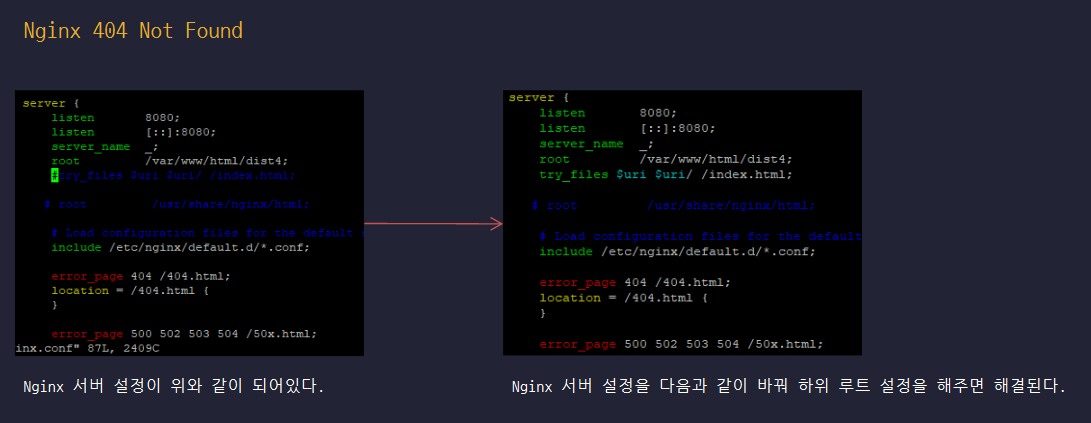 Nginx 404 Not Found
server {
listen 8080;
listen [::]:8080;
server_name _;
root /var/www/html/dist4;
#try_files $uri $uri/ /index.html;
# root /usr/share/nginx/html;
# Load configuration files for the default
include /etc/nginx/default.d/*.conf;
error_page 404 /404.html;
location = /404.html {
}
error_page 500 502 503 504 /50x.html;
inx.conf" 87L, 2409C
Nginx 서버 설정이 위와 같이 되어있다.
server {
listen 8080;
listen [::]:8080;
server_name _;
root /var/www/html/dist4;
try_files $uri $uri/ /index.html;
# root /usr/share/nginx/html;
# Load configuration files for the default
include /etc/nginx/default.d/*.conf;
error_page 404 /404.html;
location = /404.html {
}
error_page 500 502 503 504 /50x.html;
Nginx 서버 설정을 다음과 같이 바꿔 하위 루트 설정을 해주면 해결된다.